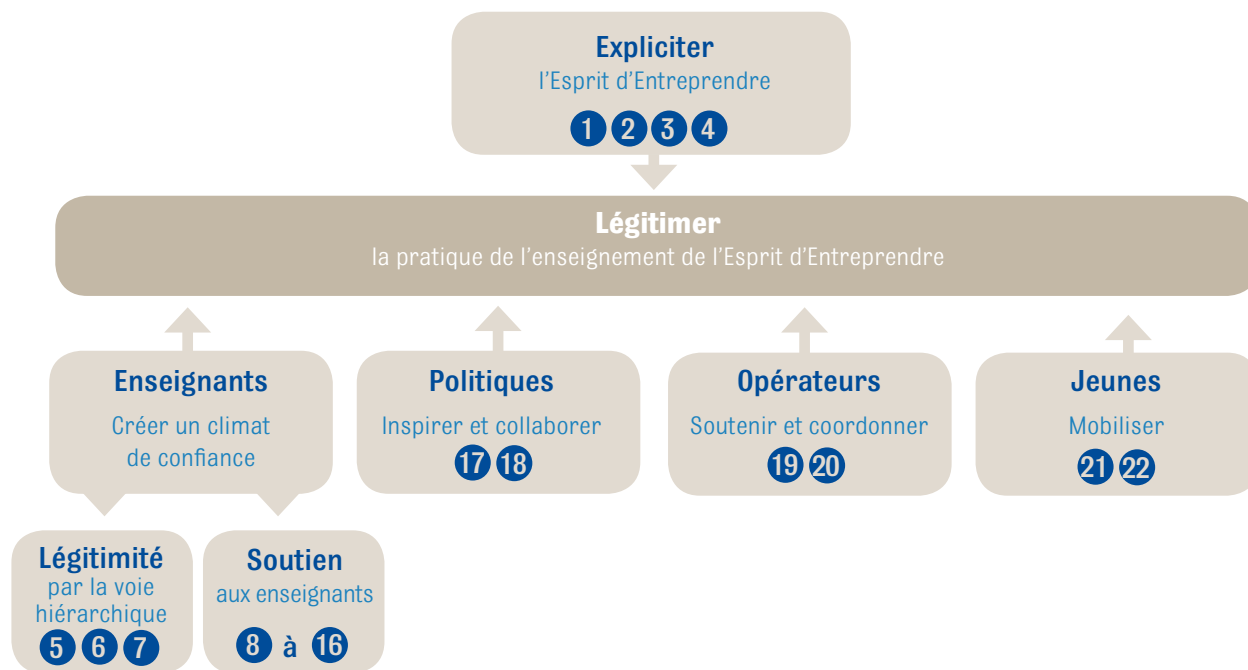 Expliciter
l'Esprit d'Entreprendre
1 2 3 4
Légitimer
la pratique de l'enseignement de l'Esprit d'Entreprendre
Enseignants
Créer un climat
de confiance
Politiques
Inspirer et collaborer
17 18
Opérateurs
Soutenir et coordonner
19 20
Jeunes
Mobiliser
21 22
Légitimité
par la voie
hiérarchique
5 6 7
Soutien
aux enseignants
8 à 16